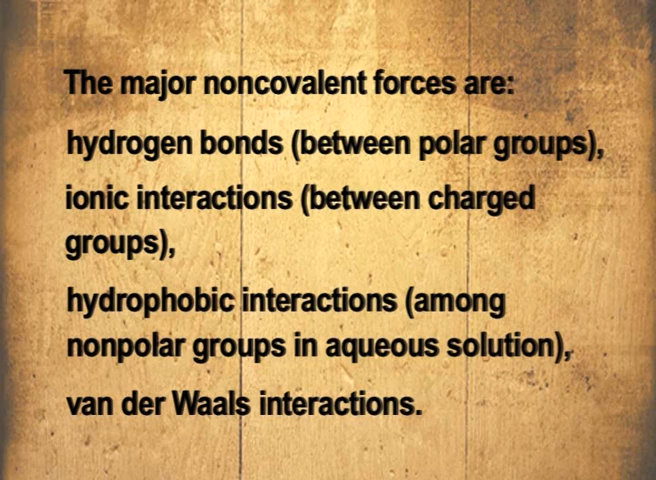 The major noncovalent forces are:
hydrogen bonds (between polar groups),
ionic interactions (between charged
groups),
hydrophobic interactions (among
nonpolar groups in aqueous solution),
van der Waals interactions.